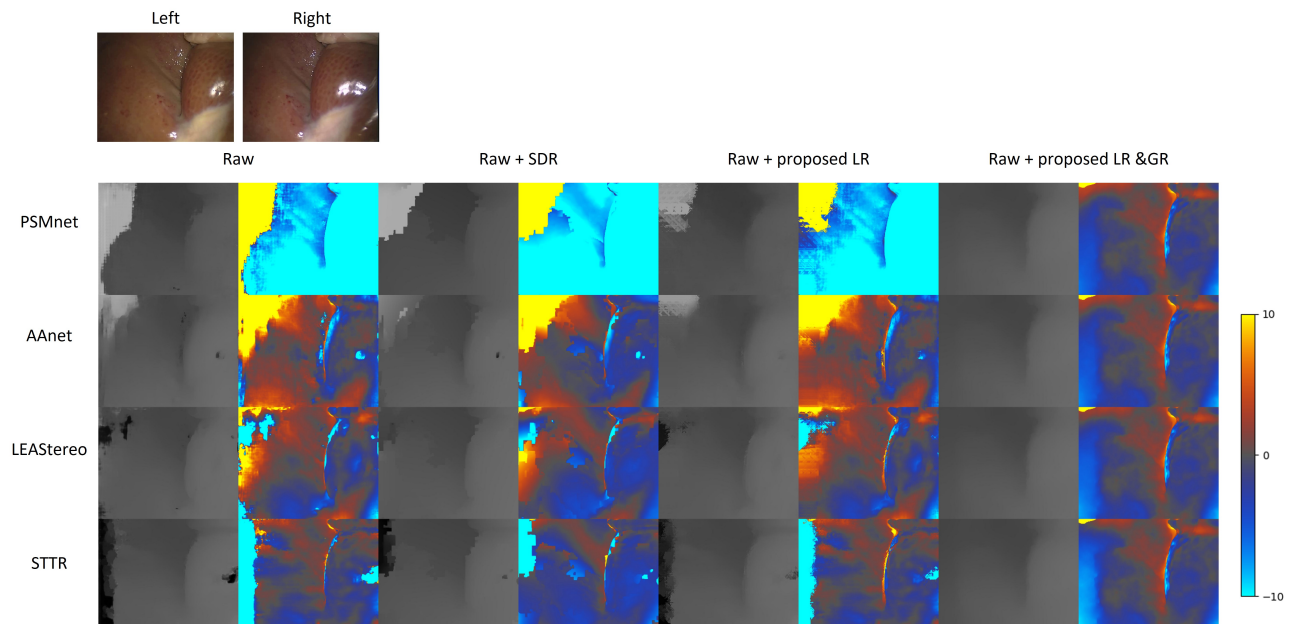 Left Right
Raw Raw + SDR Raw + proposed LR Raw + proposed LR &GR
PSMnet
AAnet
10
LEAStereo
0
STTR
−10